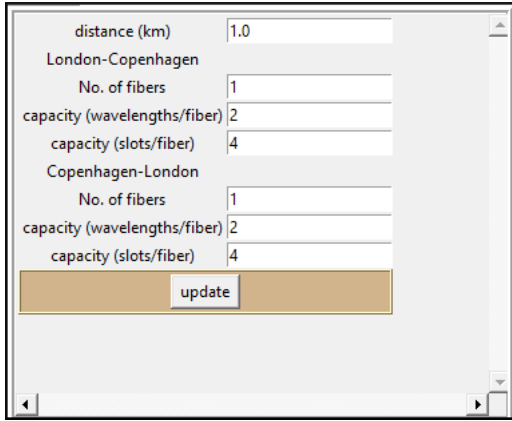 distance (km) 1.0
London-Copenhagen
No. of fibers 1
capacity (wavelengths/fiber) 2
capacity (slots/fiber) 4
Copenhagen-London
No. of fibers 1
capacity (wavelengths/fiber) 2
capacity (slots/fiber) 4
update